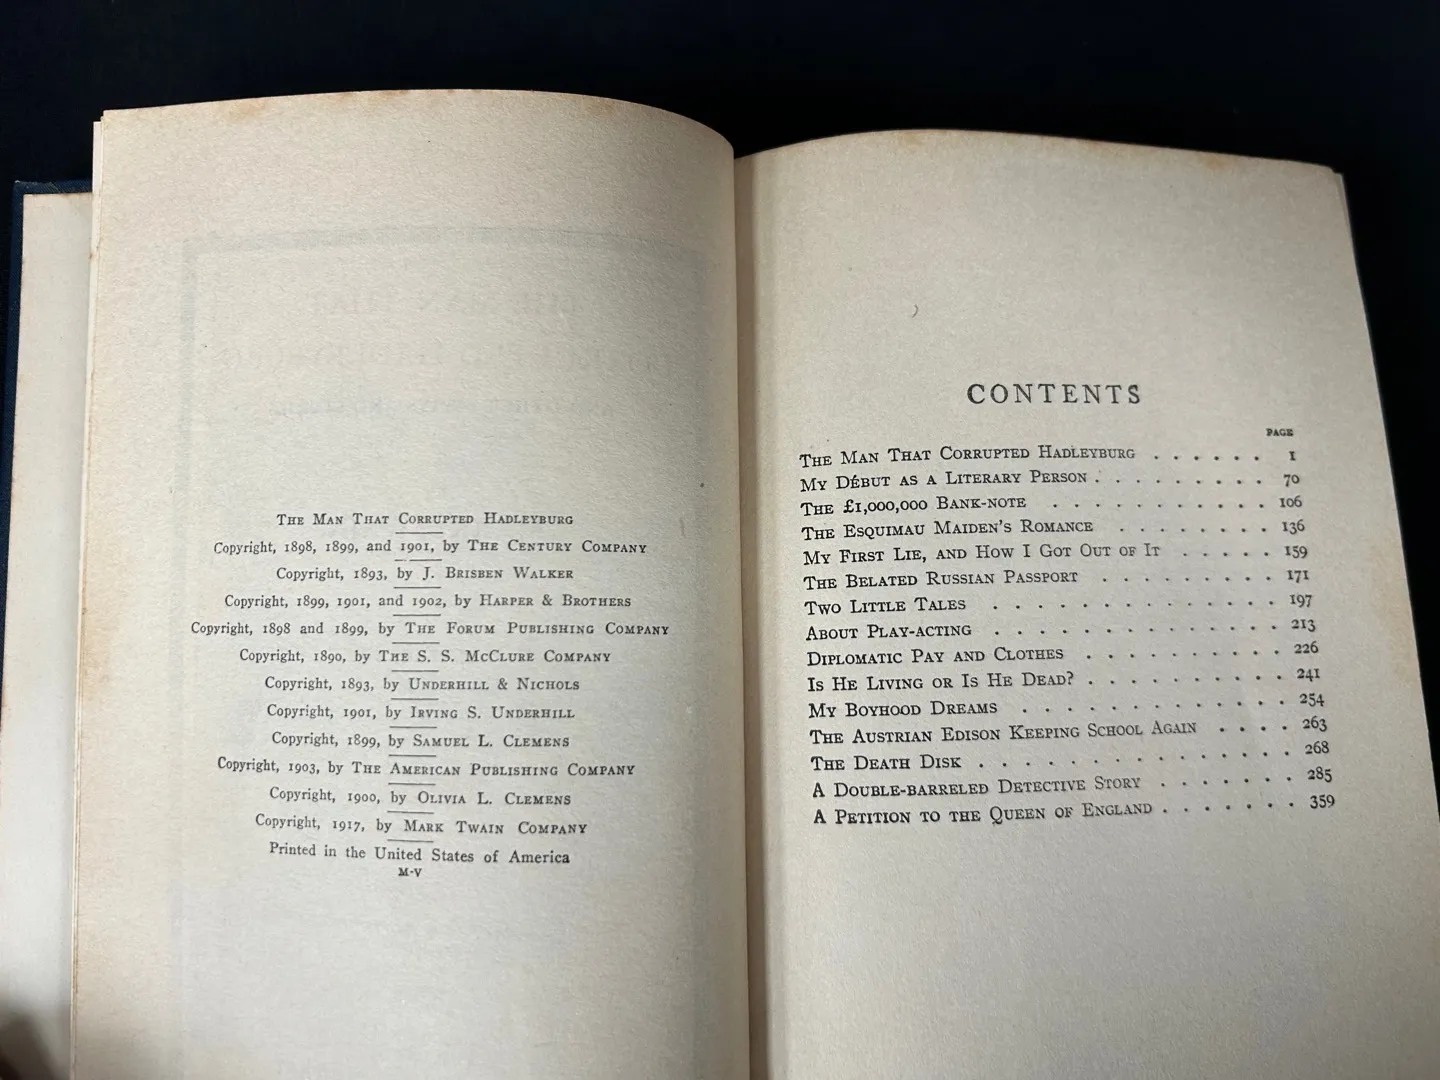 THE MAN THAT CORRUPTED HADLEYBURG
Copyright, 1898, 1899, and 1901, by THE CENTURY COMPANY
Copyright, 1893, by J. BRISBEN WALKER
Copyright, 1899, 1901, and 1902, by HARPER & BROTHERS
Copyright, 1898 and 1899, by THE FORUM PUBLISHING COMPANY
Copyright, 1890, by THE S. S. MCCLURE COMPANY
Copyright, 1893, by UNDERHILL & NICHOLS
Copyright, 1901, by IRVING S. UNDERHILL
Copyright, 1899, by SAMUEL L. CLEMENS
Copyright, 1903, by THE AMERICAN PUBLISHING COMPANY
Copyright, 1900, by OLIVIA L. CLEMENS
Copyright, 1917, by MARK TWAIN COMPANY
Printed in the United States of America
M-V
CONTENTS
PAGE
THE MAN THAT CORRUPTED HADLEYBURG . . . . . . 1
MY DÉBUT AS A LITERARY PERSON . . . . . . . . . 70
THE £1,000,000 BANK-NOTE . . . . . . . . . . . 106
THE ESQUIMAU MAIDEN'S ROMANCE . . . . . . . . 136
MY FIRST LIE, AND HOW I GOT OUT OF IT . . . . . 159
THE BELATED RUSSIAN PASSPORT . . . . . . . . . 171
TWO LITTLE TALES . . . . . . . . . . . . . . 197
ABOUT PLAY-ACTING . . . . . . . . . . . . . . 213
DIPLOMATIC PAY AND CLOTHES . . . . . . . . . . 226
IS HE LIVING OR IS HE DEAD? . . . . . . . . . . 241
MY BOYHOOD DREAMS . . . . . . . . . . . . . 254
THE AUSTRIAN EDISON KEEPING SCHOOL AGAIN . . . . 263
THE DEATH DISK . . . . . . . . . . . . . . . 268
A DOUBLE-BARRELED DETECTIVE STORY . . . . . . . 285
A PETITION TO THE QUEEN OF ENGLAND . . . . . . . 359